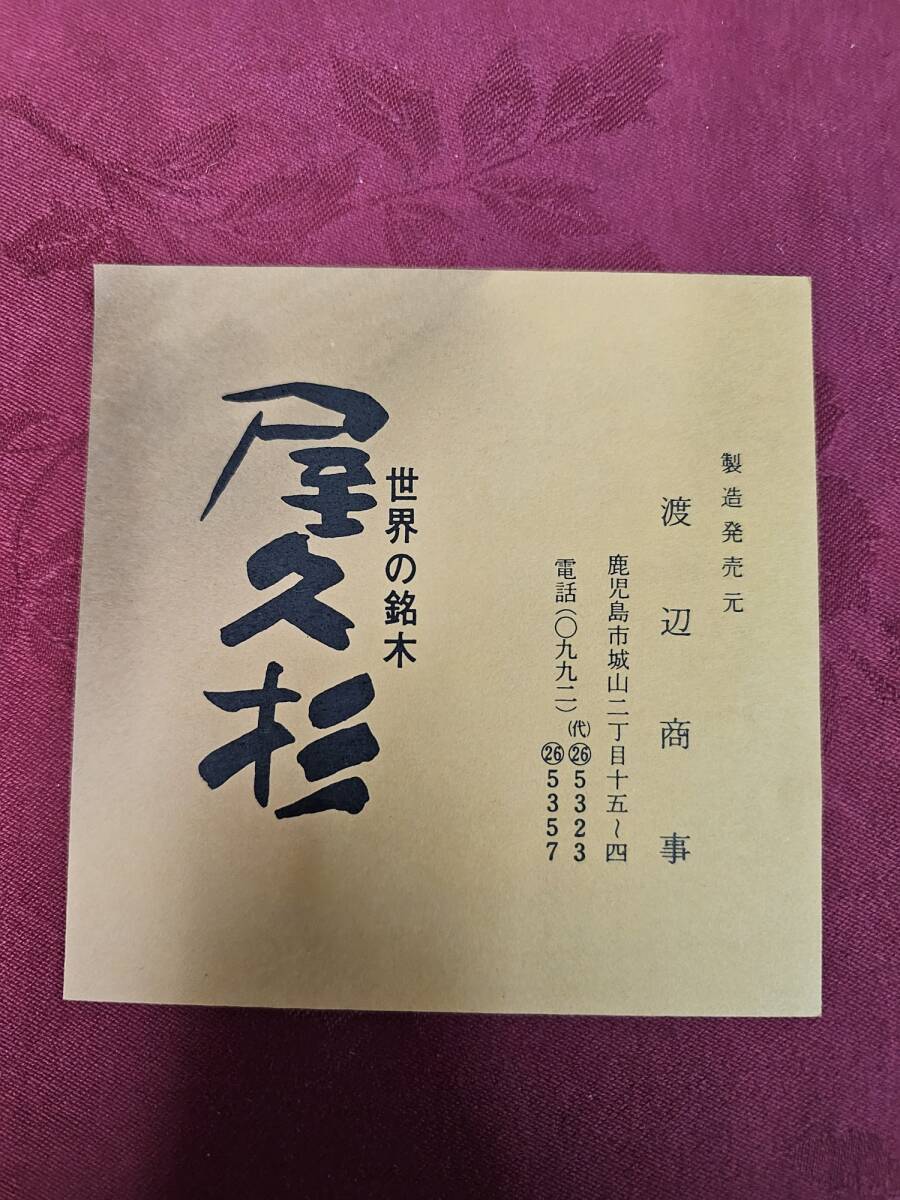 製造発売元
渡辺商事
鹿児島市城山二丁目十五〜四
電話(〇九九二)(代)㉖5323
㉖5357
世界の銘木
屋久杉